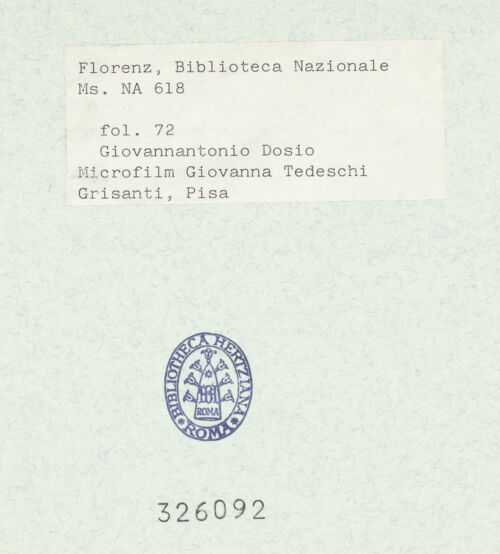 Florenz, Biblioteca Nazionale
Ms. NA 618
fol. 72
Giovannantonio Dosio
Microfilm Giovanna Tedeschi
Grisanti, Pisa
BIBLIOTHECA HERTZIANA
ROMA
* ROMA *
326092